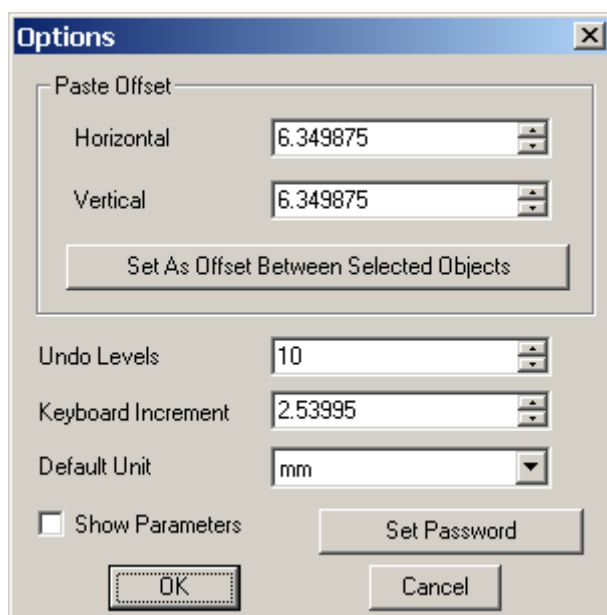 Options
Paste Offset
Horizontal 6.349875
Vertical 6.349875
Set As Offset Between Selected Objects
Undo Levels 10
Keyboard Increment 2.53995
Default Unit mm
Show Parameters Set Password
OK Cancel